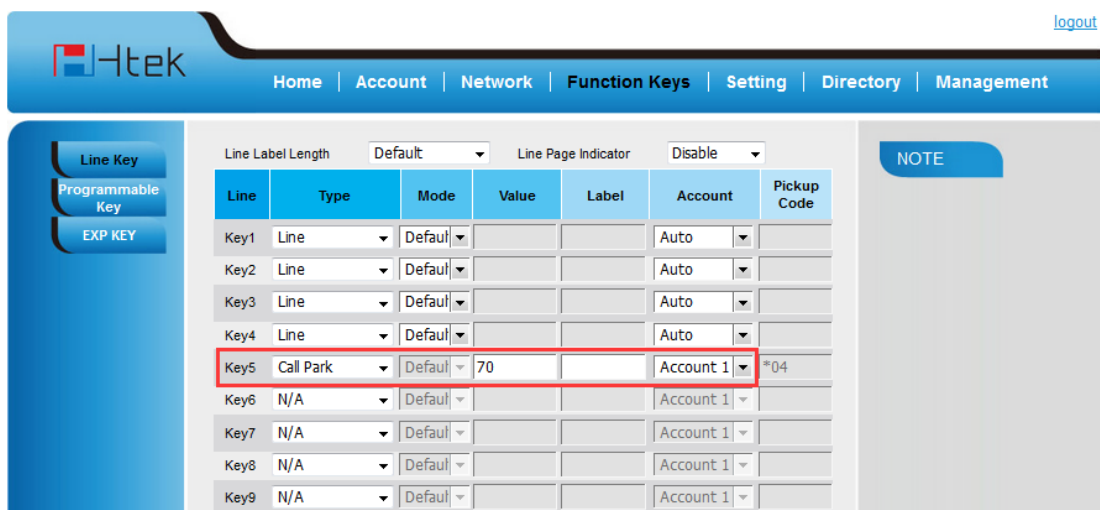 logout
Htek
Home | Account | Network | Function Keys | Setting | Directory | Management
Line Key
Programmable Key
EXP KEY
Line Label Length Default Line Page Indicator Disable
NOTE
Line Type Mode Value Label Account Pickup Code
Key1 Line Defaul Auto
Key2 Line Defaul Auto
Key3 Line Defaul Auto
Key4 Line Defaul Auto
Key5 Call Park Defaul 70 Account 1 *04
Key6 N/A Defaul Account 1
Key7 N/A Defaul Account 1
Key8 N/A Defaul Account 1
Key9 N/A Defaul Account 1